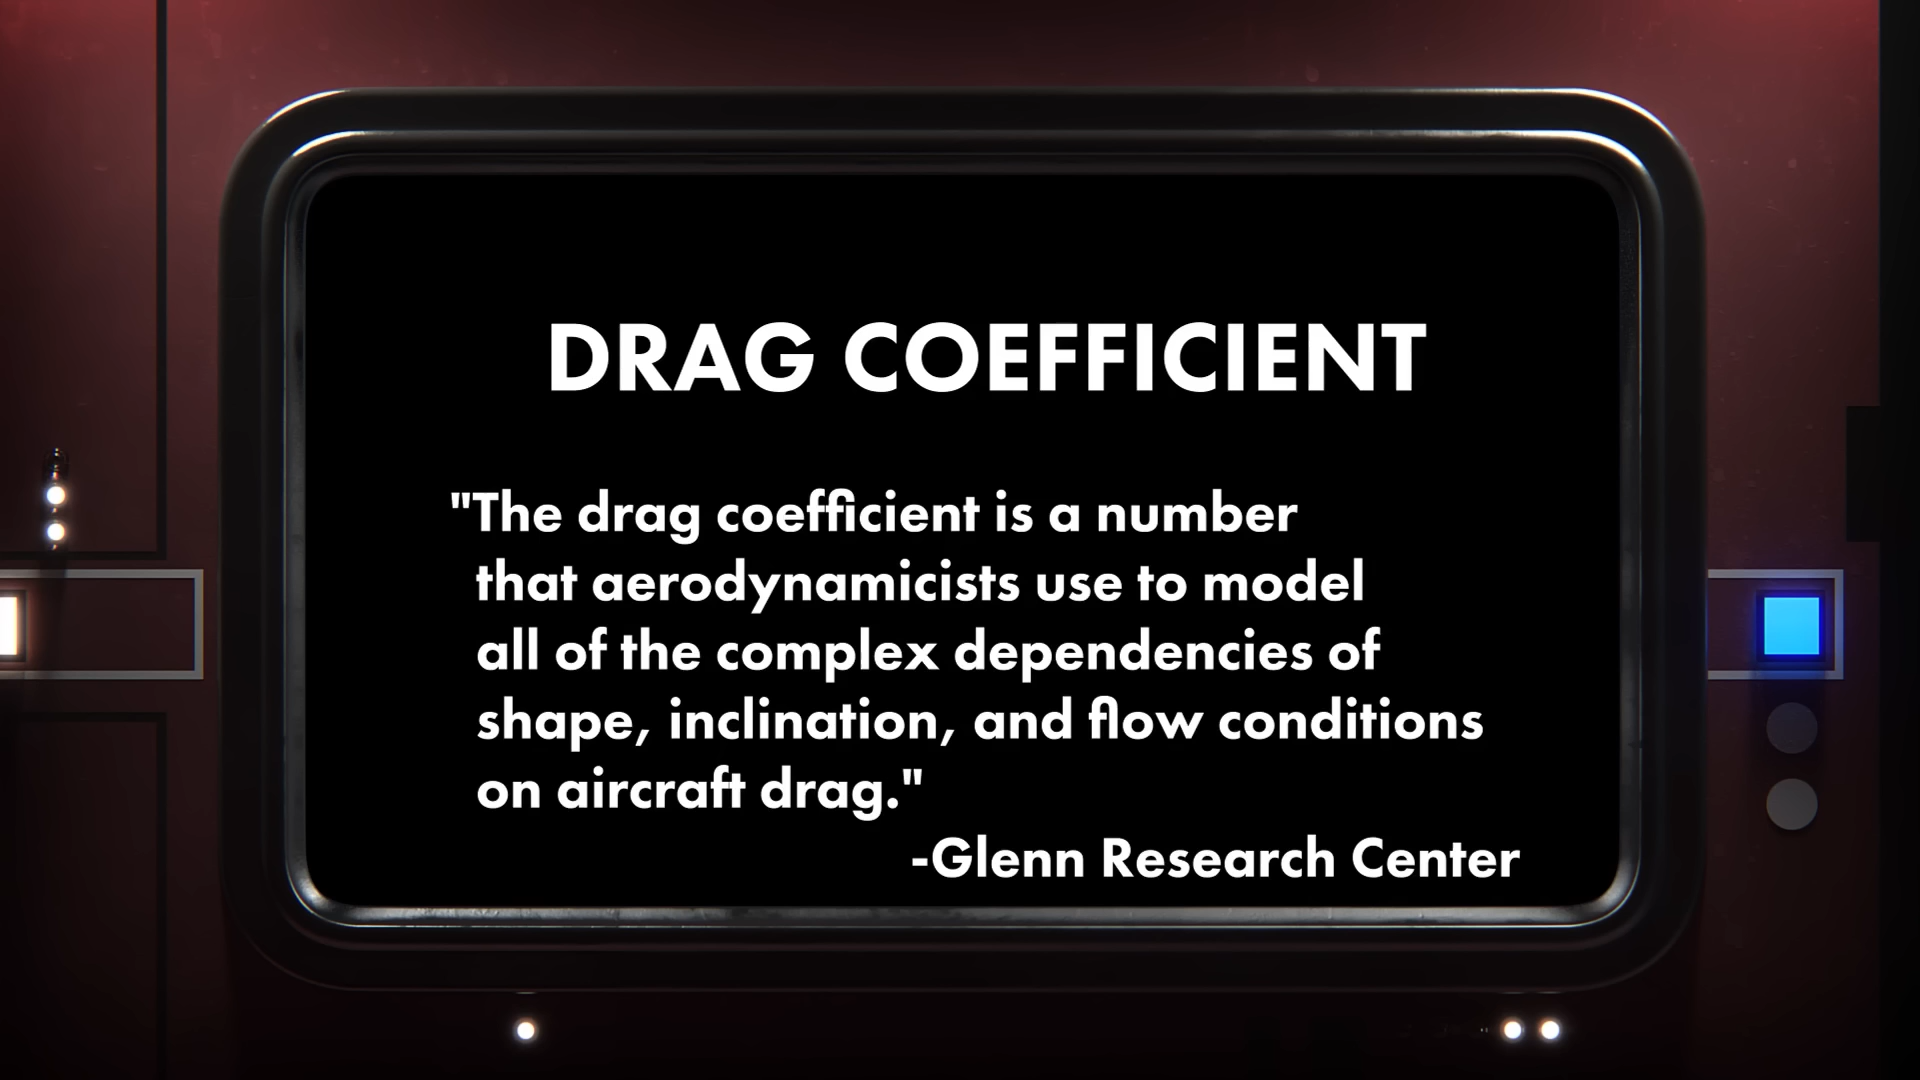 DRAG COEFFICIENT
"The drag coefficient is a number
that aerodynamicists use to model
all of the complex dependencies of
shape, inclination, and flow conditions
on aircraft drag."
-Glenn Research Center